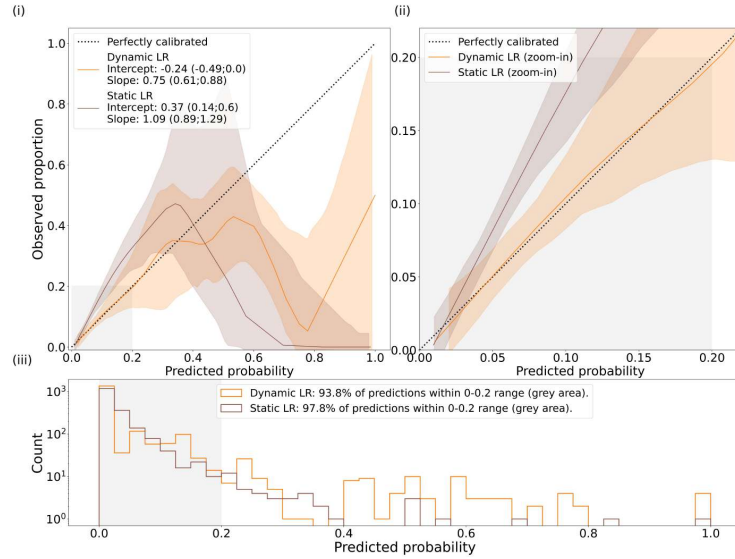 (i)
(ii)
1.0
0.8
0.6
0.4
0.2
0.0
Observed proportion
Perfectly calibrated
Dynamic LR
Intercept: -0.24 (-0.49;0.0)
Slope: 0.75 (0.61;0.88)
Static LR
Intercept: 0.37 (0.14;0.6)
Slope: 1.09 (0.89;1.29)
0.0 0.2 0.4 0.6 0.8 1.0
Predicted probability
0.20
0.15
0.10
0.05
0.00
Perfectly calibrated
Dynamic LR (zoom-in)
Static LR (zoom-in)
0.00 0.05 0.10 0.15 0.20
Predicted probability
(iii)
10³
10²
10¹
10⁰
Count
Dynamic LR: 93.8% of predictions within 0-0.2 range (grey area).
Static LR: 97.8% of predictions within 0-0.2 range (grey area).
0.0 0.2 0.4 0.6 0.8 1.0
Predicted probability